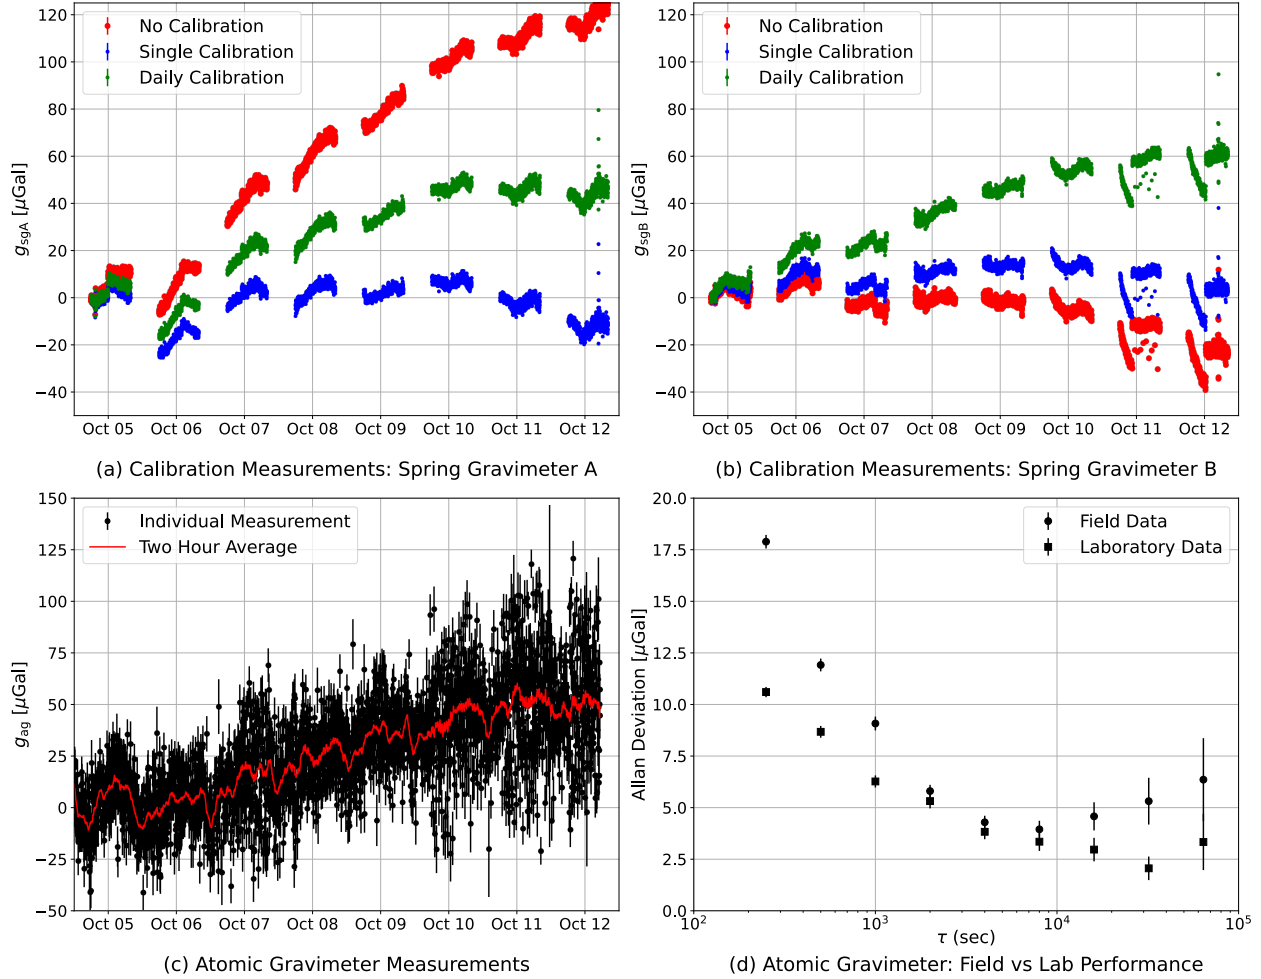 No Calibration
Single Calibration
Daily Calibration
g_sgA [μGal]
120
100
80
60
40
20
0
−20
−40
Oct 05 Oct 06 Oct 07 Oct 08 Oct 09 Oct 10 Oct 11 Oct 12
(a) Calibration Measurements: Spring Gravimeter A
No Calibration
Single Calibration
Daily Calibration
g_sgB [μGal]
120
100
80
60
40
20
0
−20
−40
Oct 05 Oct 06 Oct 07 Oct 08 Oct 09 Oct 10 Oct 11 Oct 12
(b) Calibration Measurements: Spring Gravimeter B
Individual Measurement
Two Hour Average
g_ag [μGal]
150
125
100
75
50
25
0
−25
−50
Oct 05 Oct 06 Oct 07 Oct 08 Oct 09 Oct 10 Oct 11 Oct 12
(c) Atomic Gravimeter Measurements
Field Data
Laboratory Data
Allan Deviation [μGal]
20.0
17.5
15.0
12.5
10.0
7.5
5.0
2.5
0.0
10² 10³ 10⁴ 10⁵
τ (sec)
(d) Atomic Gravimeter: Field vs Lab Performance